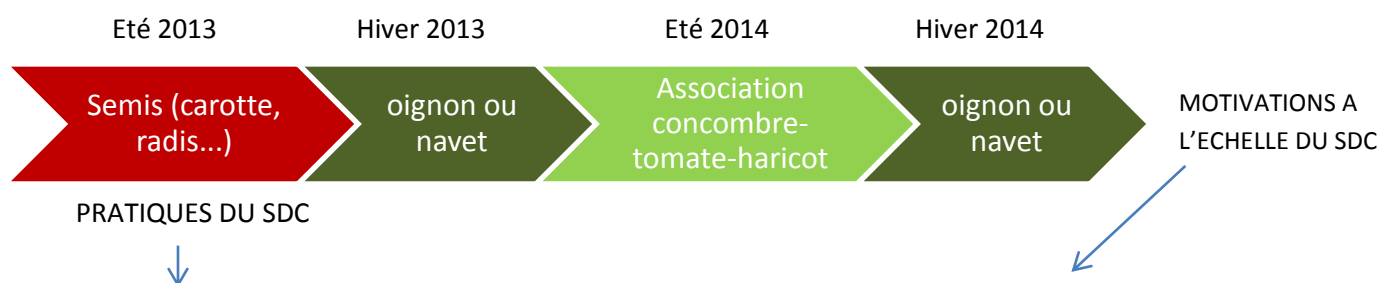 Eté 2013 Hiver 2013 Eté 2014 Hiver 2014
Semis (carotte,
radis...)
oignon ou
navet
Association
concombre-
tomate-haricot
oignon ou
navet
MOTIVATIONS A
L’ECHELLE DU SDC
PRATIQUES DU SDC